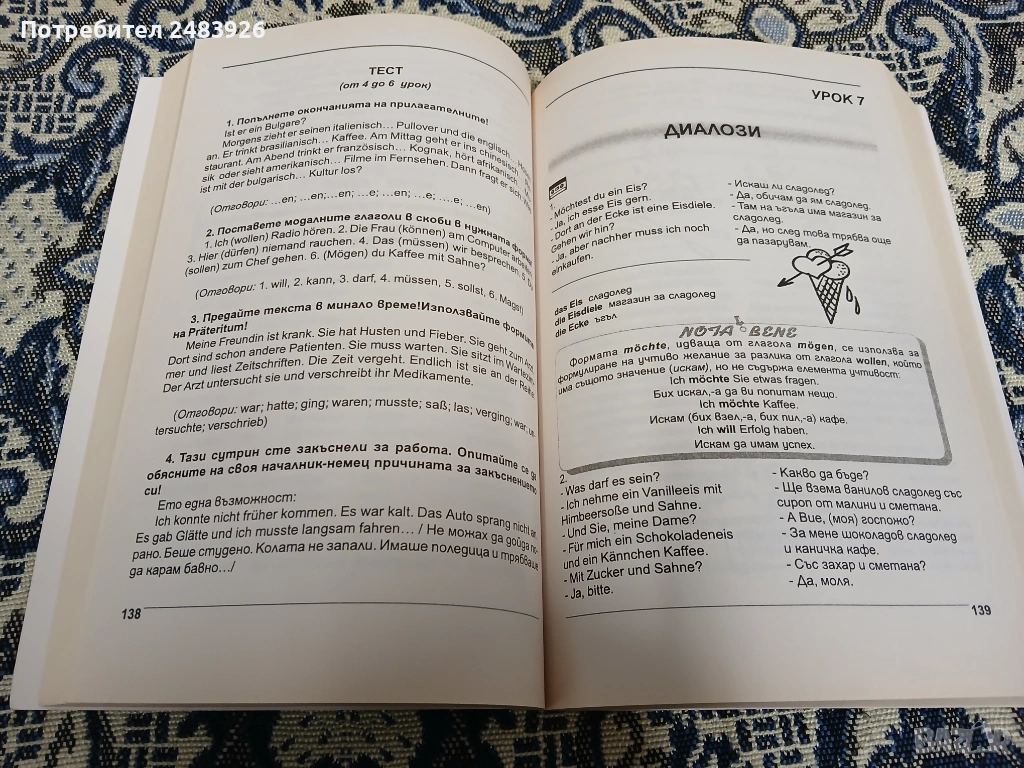 Потребител 2483926
ТЕСТ
(от 4 до 6 урок)
1. Попълнете окончанията на прилагателните!
Ist er ein Bulgare?
Morgens zieht er seinen italienisch… Pullover und die englisch…
an. Er trinkt brasilianisch… Kaffee. Am Mittag geht er ins chinesisch
staurant. Am Abend trinkt er französisch… Kognak, hört afrikanisch
sik oder sieht amerikanisch… Filme im Fernsehen. Dann fragt er sich
ist mit der bulgarisch… Kultur los?
(Отговори: …en; …en;…en; …e; …en; …e; ….e; …en)
2. Поставете модалните глаголи в скоби в нужната форма!
1. Ich (wollen) Radio hören. 2. Die Frau (können) am Computer arbeiten
3. Hier (dürfen) niemand rauchen. 4. Das (müssen) wir besprechen. 5. Du
(sollen) zum Chef gehen. 6. (Mögen) du Kaffee mit Sahne?
(Отговори: 1. will, 2. kann, 3. darf, 4. müssen, 5. sollst, 6. Magst)
3. Предайте текста в минало време!Използвайте формите
на Präteritum!
Meine Freundin ist krank. Sie hat Husten und Fieber. Sie geht zum Arzt.
Dort sind schon andere Patienten. Sie muss warten. Sie sitzt im Wartezim-
mer und liest Zeitschriften. Die Zeit vergeht. Endlich ist sie an der Reihe
Der Arzt untersucht sie und verschreibt ihr Medikamente.
(Отговори: war; hatte; ging; waren; musste; saß; las; verging; war; un-
tersuchte; verschrieb)
4. Тази сутрин сте закъснели за работа. Опитайте се да
обясните на своя началник-немец причината за закъснението
си!
Ето една възможност:
Ich konnte nicht früher kommen. Es war kalt. Das Auto sprang nicht an
Es gab Glätte und ich musste langsam fahren… / Не можах да дойда по-
рано. Беше студено. Колата не запали. Имаше поледица и трябваше
да карам бавно…/
138
УРОК 7
ДИАЛОЗИ
- Möchtest du ein Eis?
- Ja, ich esse Eis gern.
- Dort an der Ecke ist eine Eisdiele.
Gehen wir hin?
- Ja, aber nachher muss ich noch
einkaufen.
- Искаш ли сладолед?
- Да, обичам да ям сладолед.
- Там на ъгъла има магазин за
сладолед.
- Да, но след това трябва още
да пазарувам.
das Eis сладолед
die Eisdiele магазин за сладолед
die Ecke ъгъл
NOTA BENE
Формата möchte, идваща от глагола mögen, се използва за
формулиране на учтиво желание за разлика от глагола wollen, който
има същото значение (искам), но не съдържа елемента учтивост:
Ich möchte Sie etwas fragen.
Бих искал,-а да ви попитам нещо.
Ich möchte Kaffee.
Искам (бих взел,-а, бих пил,-а) кафе.
Ich will Erfolg haben.
Искам да имам успех.
2.
- Was darf es sein?
- Ich nehme ein Vanilleeis mit
Himbeersoße und Sahne.
- Und Sie, meine Dame?
- Für mich ein Schokoladeneis
und ein Kännchen Kaffee.
- Mit Zucker und Sahne?
- Ja, bitte.
- Какво да бъде?
- Ще взема ванилов сладолед със
сироп от малини и сметана.
- А Вие, (моя) госпожо?
- За мене шоколадов сладолед
и каничка кафе.
- Със захар и сметана?
- Да, моля.
139